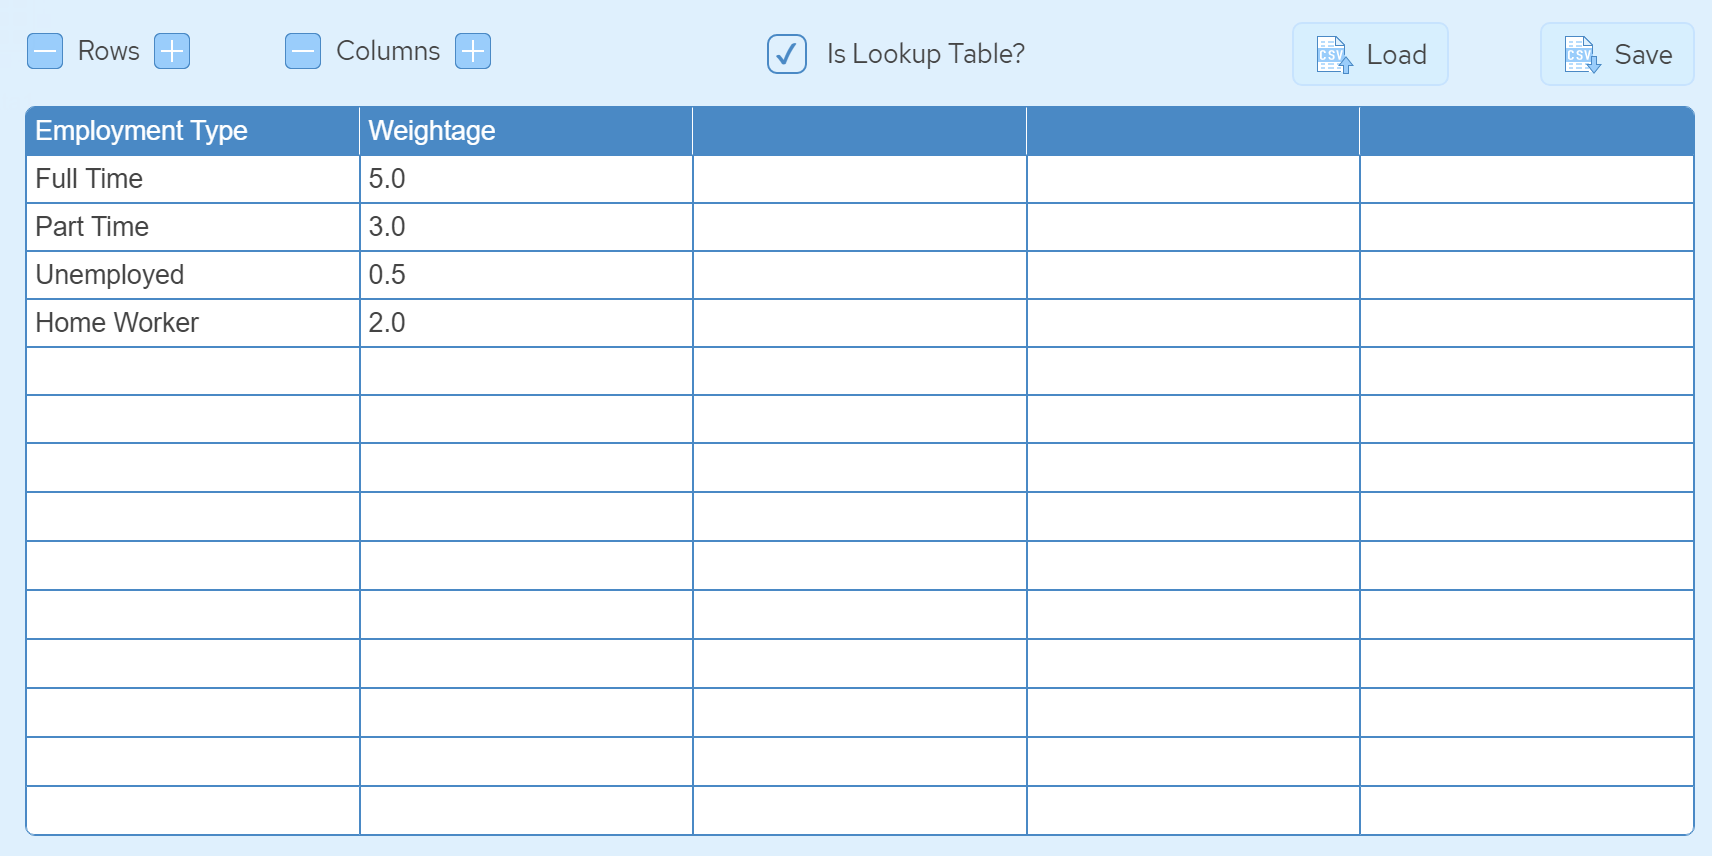 Rows
Columns
Is Lookup Table?
CSV Load
CSV Save
Employment Type Weightage
Full Time 5.0
Part Time 3.0
Unemployed 0.5
Home Worker 2.0